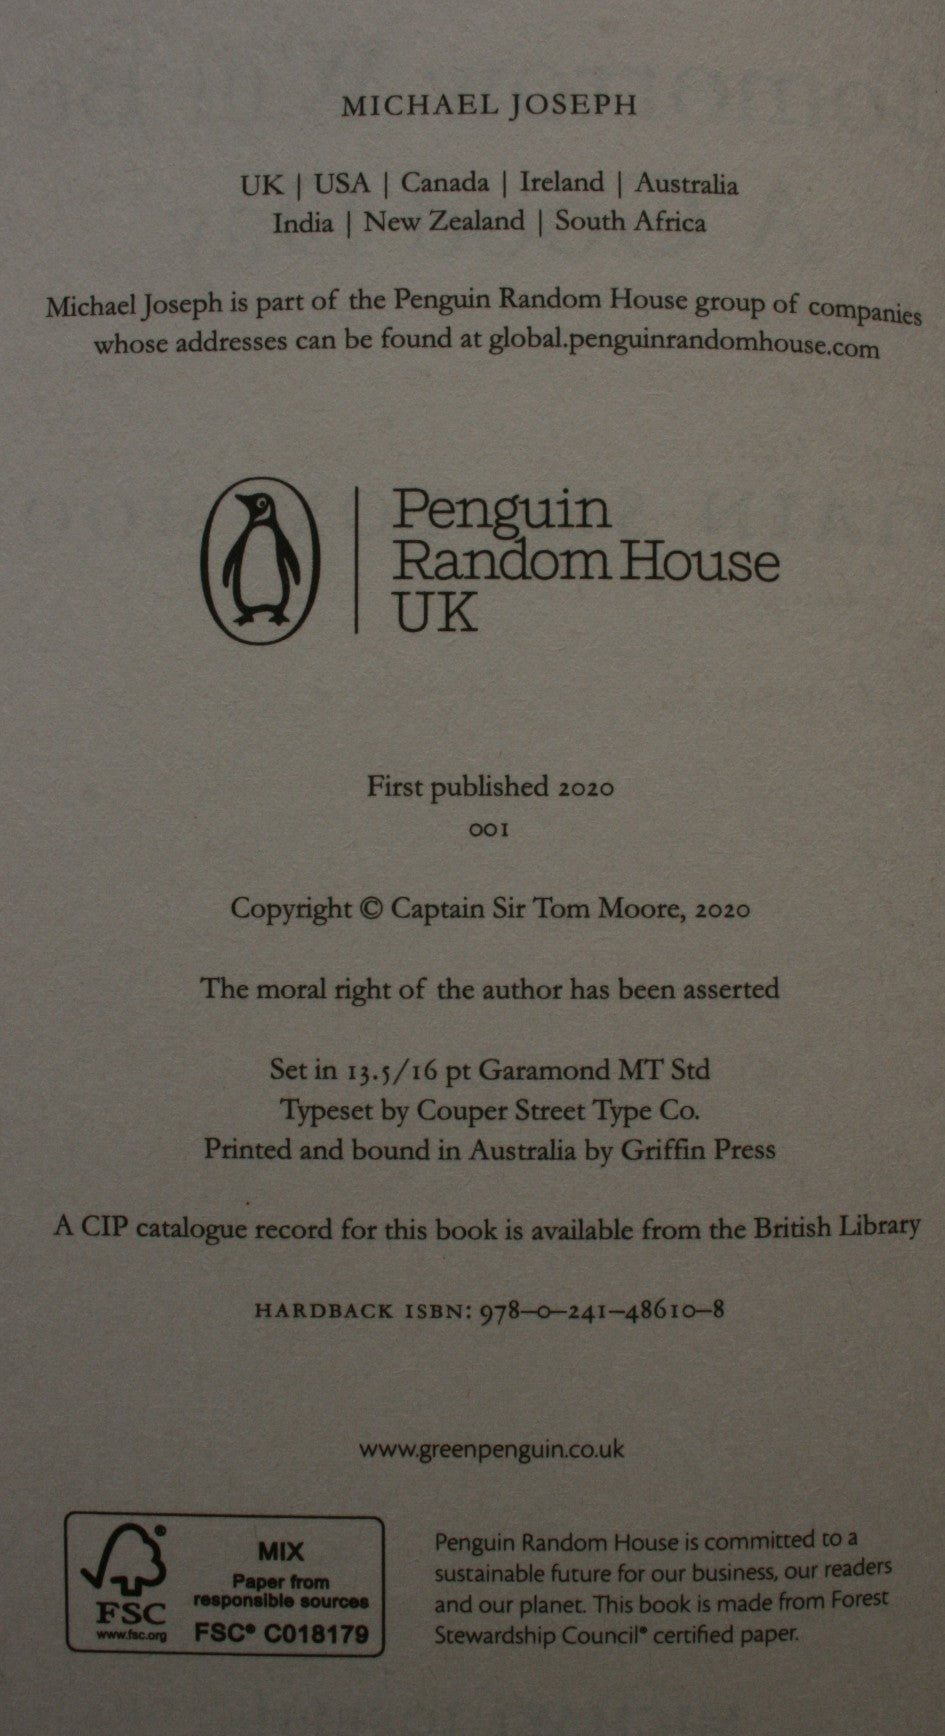 MICHAEL JOSEPH
UK | USA | Canada | Ireland | Australia
India | New Zealand | South Africa
Michael Joseph is part of the Penguin Random House group of companies
whose addresses can be found at global.penguinrandomhouse.com
Penguin
Random House
UK
First published 2020
001
Copyright © Captain Sir Tom Moore, 2020
The moral right of the author has been asserted
Set in 13.5/16 pt Garamond MT Std
Typeset by Couper Street Type Co.
Printed and bound in Australia by Griffin Press
A CIP catalogue record for this book is available from the British Library
HARDBACK ISBN: 978–0–241–48610–8
www.greenpenguin.co.uk
MIX
Paper from
responsible sources
FSC® C018179
FSC
www.fsc.org
Penguin Random House is committed to a
sustainable future for our business, our readers
and our planet. This book is made from Forest
Stewardship Council® certified paper.